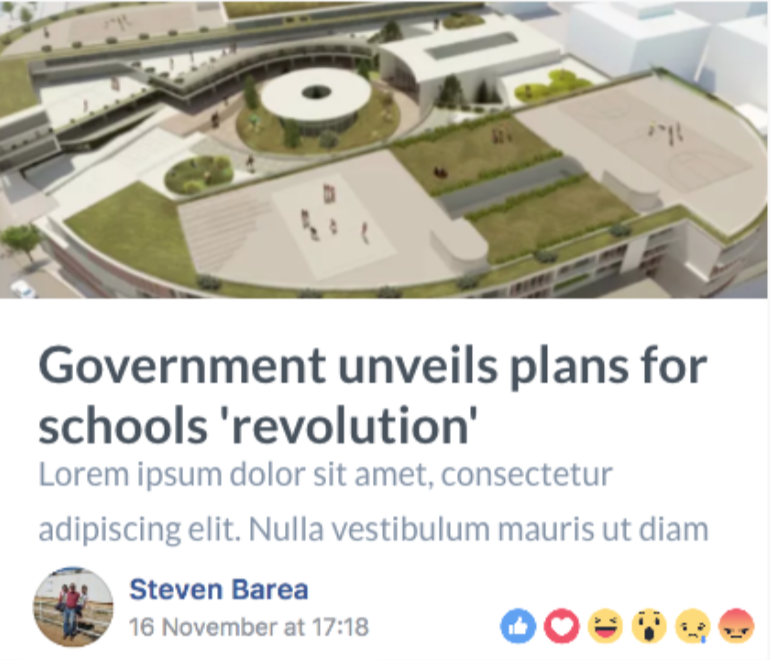 Government unveils plans for
schools 'revolution'
Lorem ipsum dolor sit amet, consectetur
adipiscing elit. Nulla vestibulum mauris ut diam
Steven Barea
16 November at 17:18